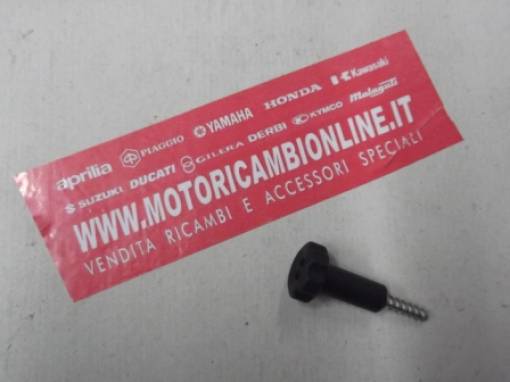 aprilia PIAGGIO YAMAHA HONDA Kawasaki
SUZUKI DUCATI GILERA DERBI KYMCO Malaguti
WWW.MOTORICAMBIONLINE.IT
VENDITA RICAMBI E ACCESSORI SPECIALI